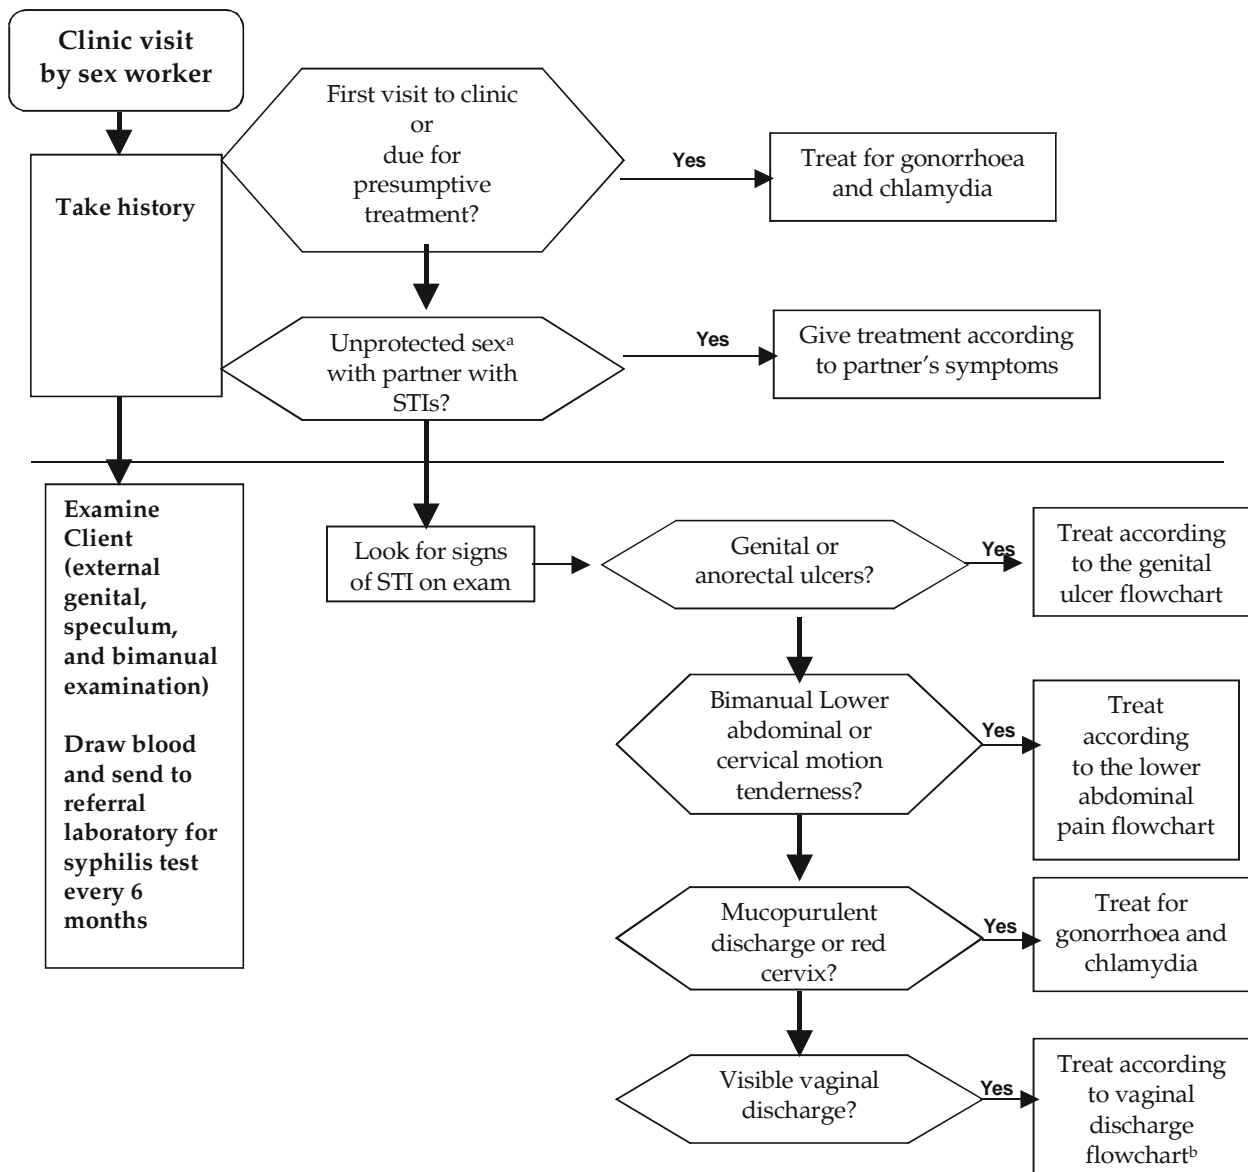 Clinic visit
by sex worker
First visit to clinic
or
due for
presumptive
treatment?
Yes
Treat for gonorrhoea
and chlamydia
Take history
Unprotected sexᵃ
with partner with
STIs?
Yes
Give treatment according
to partner's symptoms
Examine
Client
(external
genital,
speculum,
and bimanual
examination)
Draw blood
and send to
referral
laboratory for
syphilis test
every 6
months
Look for signs
of STI on exam
Genital or
anorectal ulcers?
Yes
Treat according
to the genital
ulcer flowchart
Bimanual Lower
abdominal or
cervical motion
tenderness?
Yes
Treat
according
to the lower
abdominal
pain flowchart
Mucopurulent
discharge or red
cervix?
Yes
Treat for
gonorrhoea and
chlamydia
Visible vaginal
discharge?
Yes
Treat according
to vaginal
discharge
flowchartᵇ